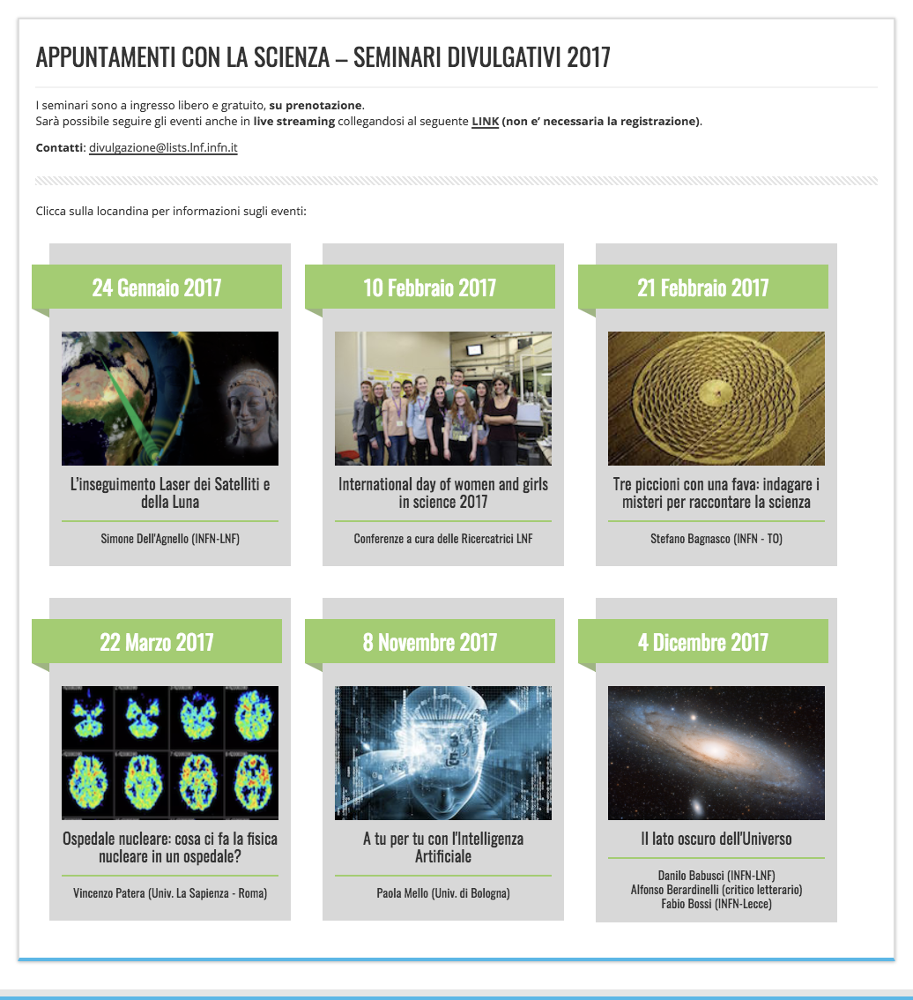 APPUNTAMENTI CON LA SCIENZA – SEMINARI DIVULGATIVI 2017
I seminari sono a ingresso libero e gratuito, su prenotazione.
Sarà possibile seguire gli eventi anche in live streaming collegandosi al seguente LINK (non e’ necessaria la registrazione).
Contatti: divulgazione@lists.lnf.infn.it
Clicca sulla locandina per informazioni sugli eventi:
24 Gennaio 2017
L’inseguimento Laser dei Satelliti e
della Luna
Simone Dell'Agnello (INFN-LNF)
10 Febbraio 2017
International day of women and girls
in science 2017
Conferenze a cura delle Ricercatrici LNF
21 Febbraio 2017
Tre piccioni con una fava: indagare i
misteri per raccontare la scienza
Stefano Bagnasco (INFN - TO)
22 Marzo 2017
Ospedale nucleare: cosa ci fa la fisica
nucleare in un ospedale?
Vincenzo Patera (Univ. La Sapienza - Roma)
8 Novembre 2017
A tu per tu con l'Intelligenza
Artificiale
Paola Mello (Univ. di Bologna)
4 Dicembre 2017
Il lato oscuro dell'Universo
Danilo Babusci (INFN-LNF)
Alfonso Berardinelli (critico letterario)
Fabio Bossi (INFN-Lecce)